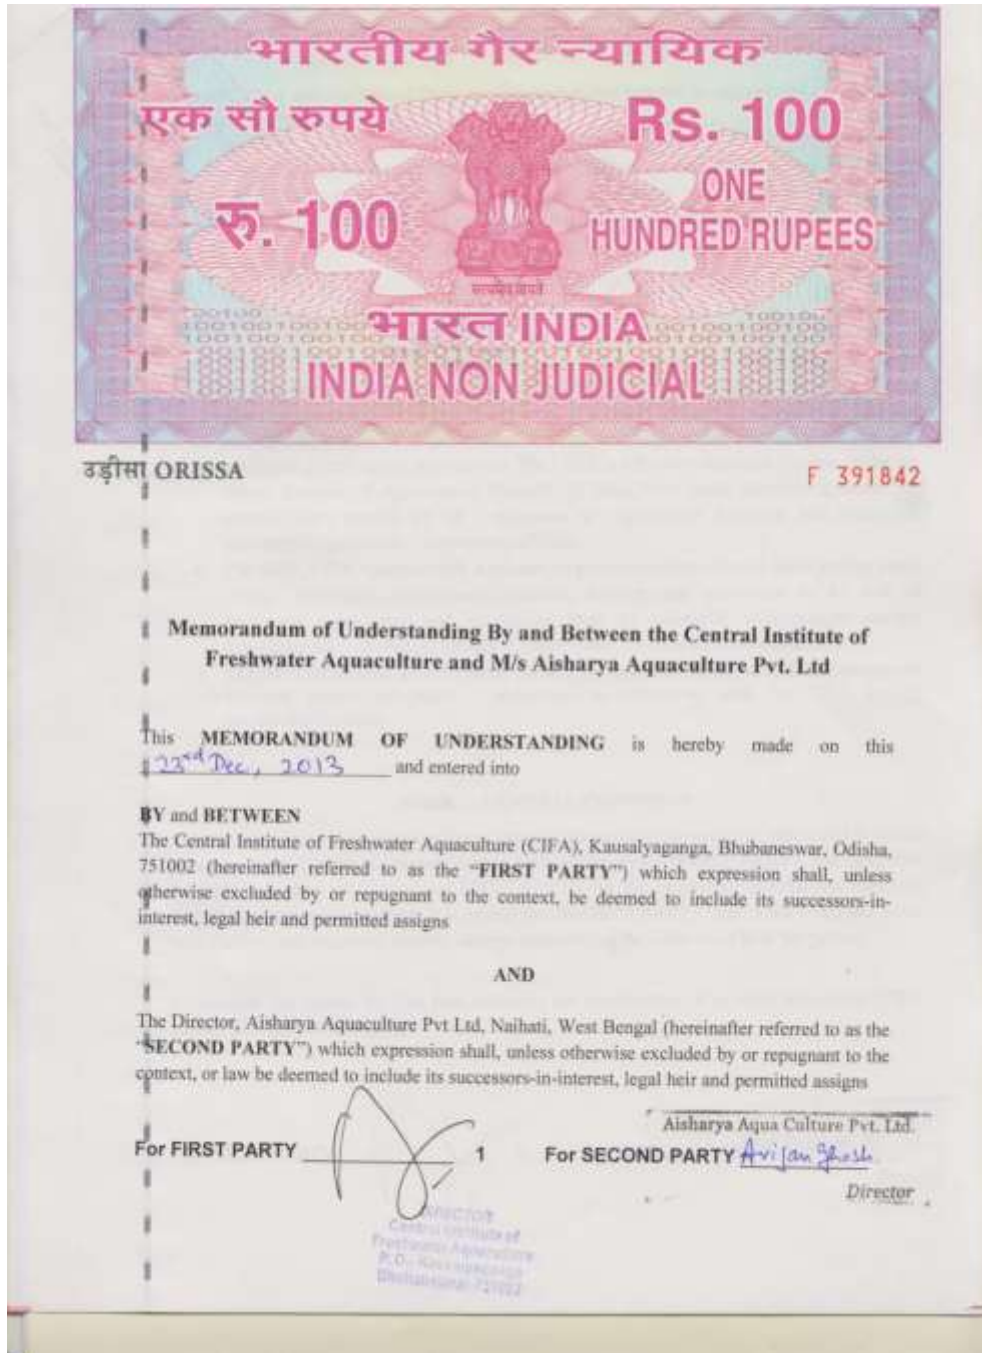 भारतीय गैर न्यायिक
एक सौ रुपये
Rs. 100
रु. 100
ONE
HUNDRED RUPEES
सत्यमेव जयते
भारत INDIA
INDIA NON JUDICIAL
उड़ीसा ORISSA
F 391842
Memorandum of Understanding By and Between the Central Institute of
Freshwater Aquaculture and M/s Aisharya Aquaculture Pvt. Ltd
This MEMORANDUM OF UNDERSTANDING is hereby made on this
23rd Dec, 2013 and entered into
BY and BETWEEN
The Central Institute of Freshwater Aquaculture (CIFA), Kausalyaganga, Bhubaneswar, Odisha,
751002 (hereinafter referred to as the “FIRST PARTY”) which expression shall, unless
otherwise excluded by or repugnant to the context, be deemed to include its successors-in-
interest, legal heir and permitted assigns
AND
The Director, Aisharya Aquaculture Pvt Ltd, Naihati, West Bengal (hereinafter referred to as the
“SECOND PARTY”) which expression shall, unless otherwise excluded by or repugnant to the
context, or law be deemed to include its successors-in-interest, legal heir and permitted assigns
Aisharya Aqua Culture Pvt. Ltd.
For FIRST PARTY 1 For SECOND PARTY Avijan Ghosh
Director
DIRECTOR
Central Institute of
Freshwater Aquaculture